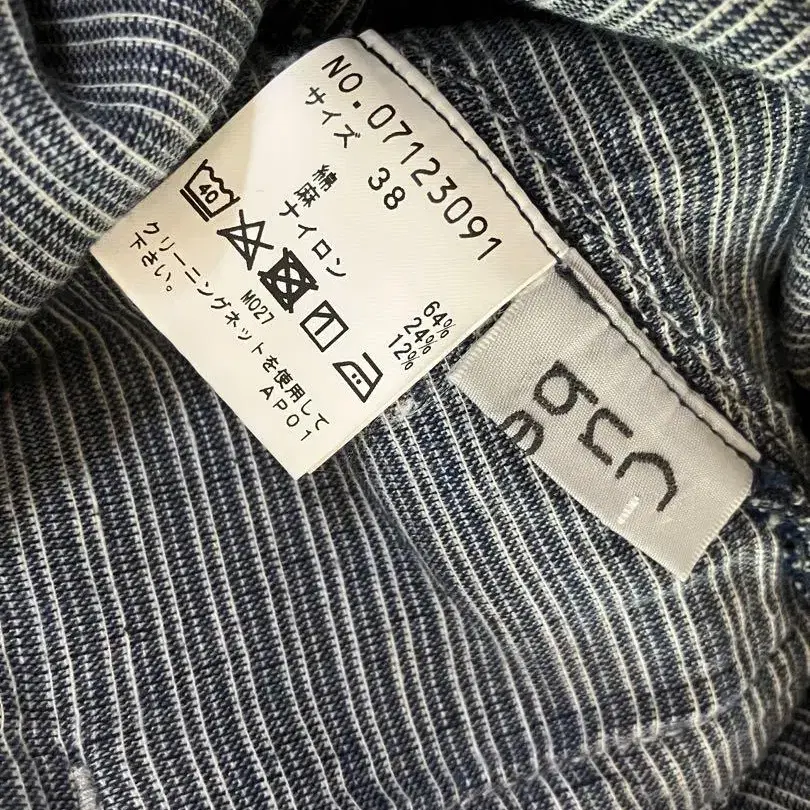 NO.07123091
サイズ 38
綿 64%
麻 24%
ナイロン 12%
40
M027
クリーニングネットを使用して
下さい。
AP01